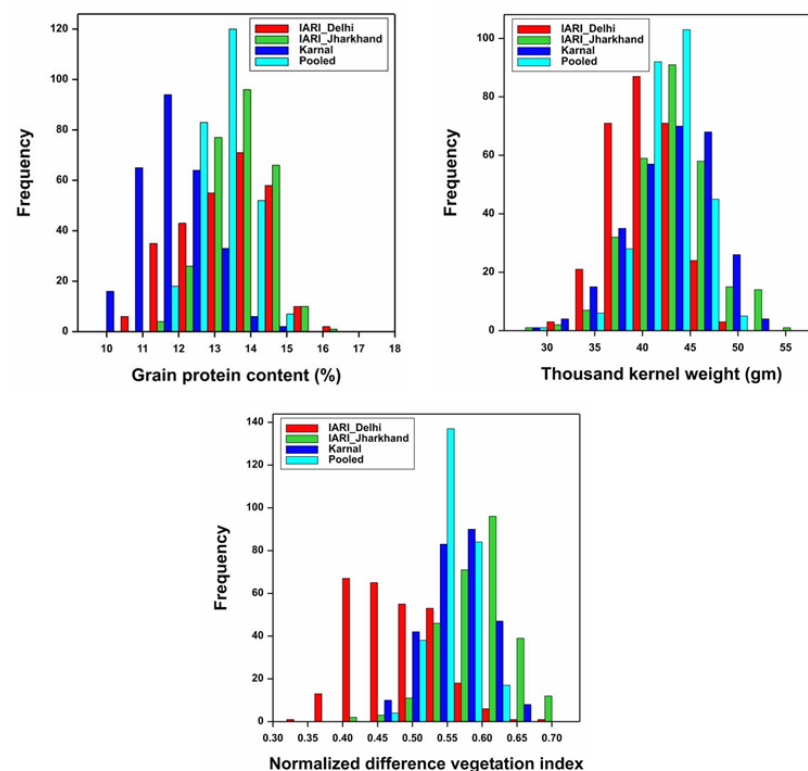 IARI_Delhi
IARI_Jharkhand
Karnal
Pooled
120
100
80
60
40
20
0
Frequency
10 11 12 13 14 15 16 17 18
Grain protein content (%)
IARI_Delhi
IARI_Jharkhand
Karnal
Pooled
100
80
60
40
20
0
Frequency
30 35 40 45 50 55
Thousand kernel weight (gm)
IARI_Delhi
IARI_Jharkhand
Karnal
Pooled
140
120
100
80
60
40
20
0
Frequency
0.30 0.35 0.40 0.45 0.50 0.55 0.60 0.65 0.70
Normalized difference vegetation index